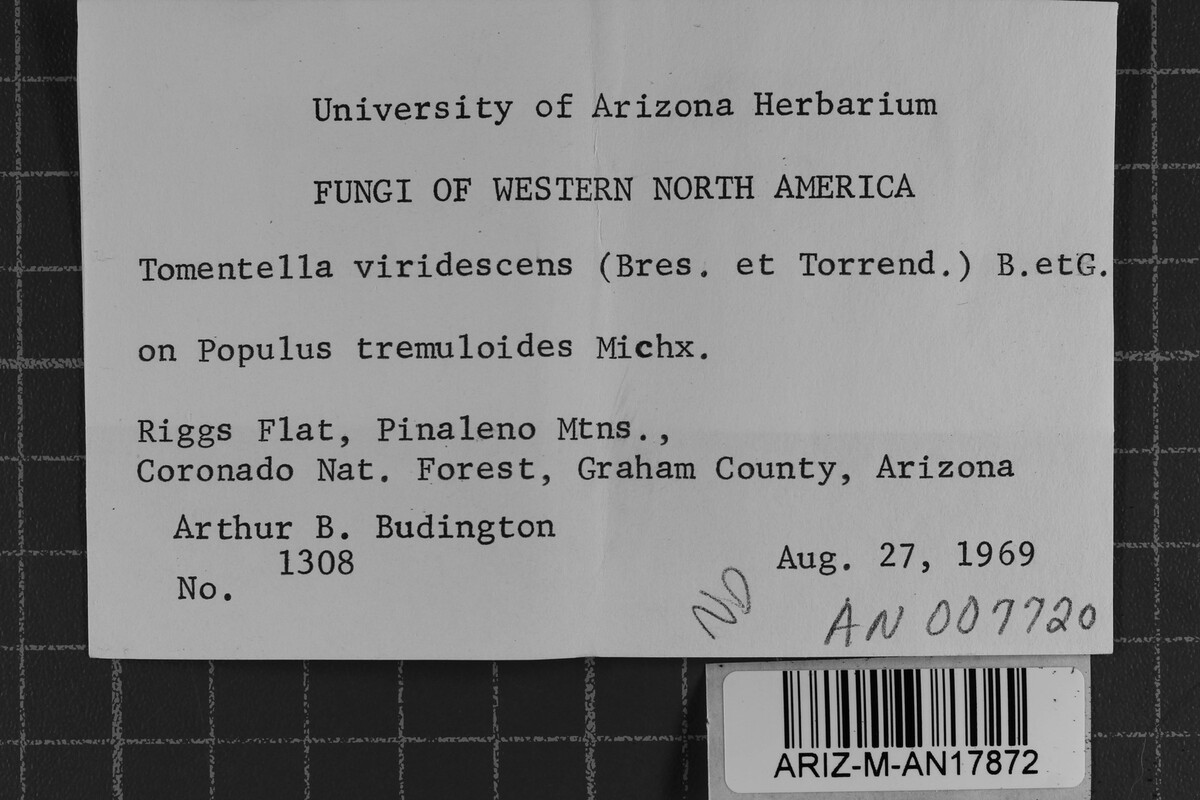 University of Arizona Herbarium
FUNGI OF WESTERN NORTH AMERICA
Tomentella viridescens (Bres. et Torrend.) B.etG.
on Populus tremuloides Michx.
Riggs Flat, Pinaleno Mtns.,
Coronado Nat. Forest, Graham County, Arizona
Arthur B. Budington
1308
No.
Aug. 27, 1969
ND
AN 007720
ARIZ-M-AN17872